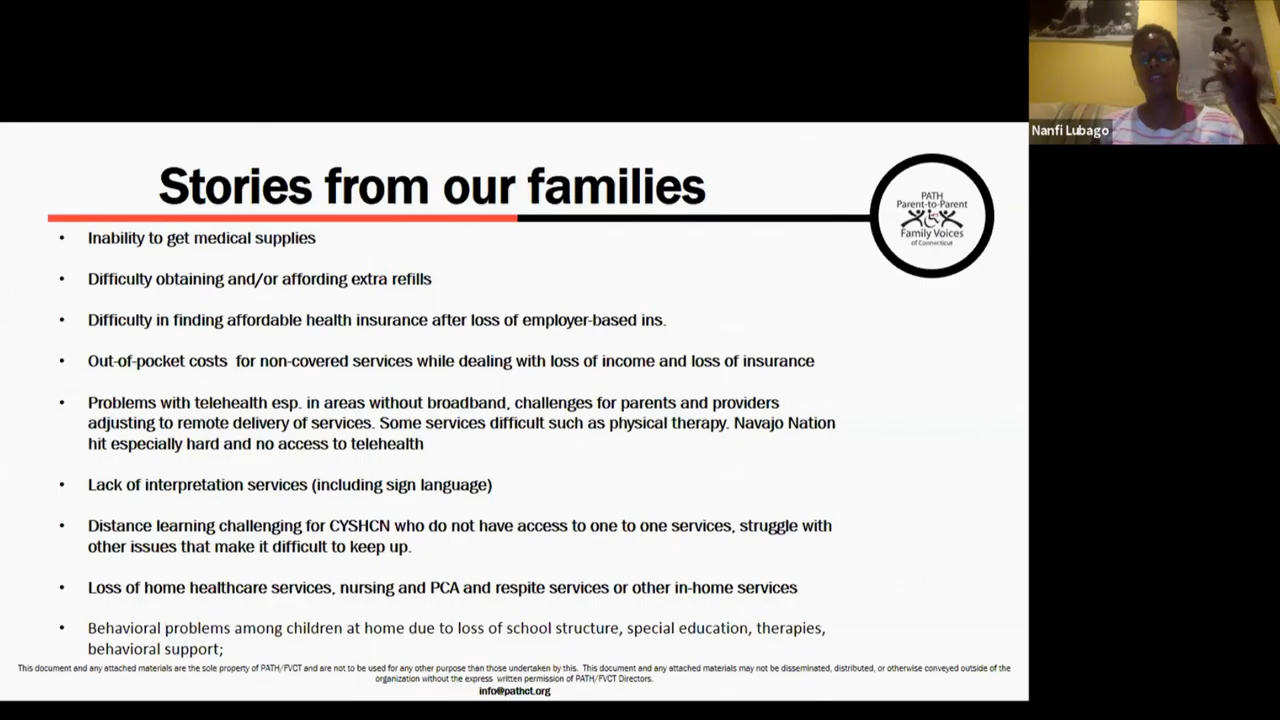 Nanfi Lubago
Stories from our families
PATH
Parent-to-Parent
Family Voices
of Connecticut
• Inability to get medical supplies
• Difficulty obtaining and/or affording extra refills
• Difficulty in finding affordable health insurance after loss of employer-based ins.
• Out-of-pocket costs for non-covered services while dealing with loss of income and loss of insurance
• Problems with telehealth esp. in areas without broadband, challenges for parents and providers
adjusting to remote delivery of services. Some services difficult such as physical therapy. Navajo Nation
hit especially hard and no access to telehealth
• Lack of interpretation services (including sign language)
• Distance learning challenging for CYSHCN who do not have access to one to one services, struggle with
other issues that make it difficult to keep up.
• Loss of home healthcare services, nursing and PCA and respite services or other in-home services
• Behavioral problems among children at home due to loss of school structure, special education, therapies,
behavioral support;
This document and any attached materials are the sole property of PATH/FVCT and are not to be used for any other purpose than those undertaken by this. This document and any attached materials may not be disseminated, distributed, or otherwise conveyed outside of the
organization without the express written permission of PATH/FVCT Directors.
info@pathct.org